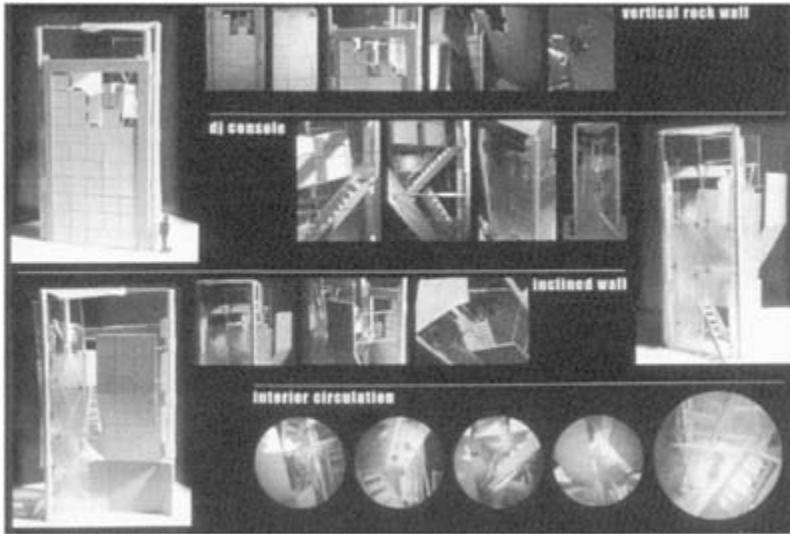 vertical rock wall
dj console
inclined wall
interior circulation